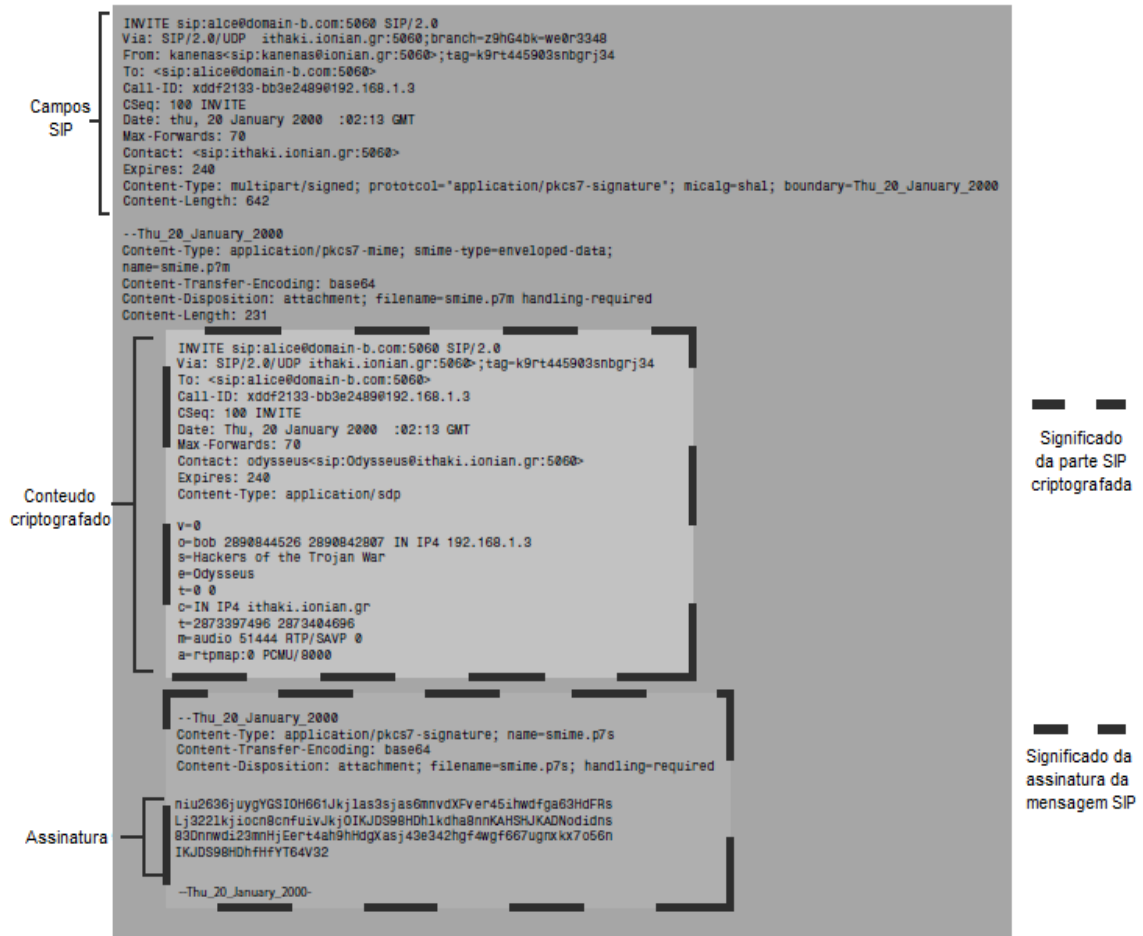 INVITE sip:alce@domain-b.com:5060 SIP/2.0
Via: SIP/2.0/UDP ithaki.ionian.gr:5060;branch=z9hG4bk=we0r3348
From: kanenas<sip:kanenas@ionian.gr:5060>;tag=k9rt445903snbgrj34
To: <sip:alice@domain-b.com:5060>
Call-ID: xddf2133-bb3e2489@192.168.1.3
CSeq: 100 INVITE
Date: thu, 20 January 2000 :02:13 GMT
Max-Forwards: 70
Contact: <sip:ithaki.ionian.gr:5060>
Expires: 240
Content-Type: multipart/signed; prototcol="application/pkcs7-signature"; micalg=sha1; boundary=Thu_20_January_2000
Content-Length: 642
Campos
SIP
--Thu_20_January_2000
Content-Type: application/pkcs7-mime; smime-type=enveloped-data;
name=smime.p7m
Content-Transfer-Encoding: base64
Content-Disposition: attachment; filename=smime.p7m handling-required
Content-Length: 231
INVITE sip:alice@domain-b.com:5060 SIP/2.0
Via: SIP/2.0/UDP ithaki.ionian.gr:5060>;tag=k9rt445903snbgrj34
To: <sip:alice@domain-b.com:5060>
Call-ID: xddf2133-bb3e2489@192.168.1.3
CSeq: 100 INVITE
Date: Thu, 20 January 2000 :02:13 GMT
Max-Forwards: 70
Contact: odysseus<sip:Odysseus@ithaki.ionian.gr:5060>
Expires: 240
Content-Type: application/sdp
v=0
o=bob 2890844526 2890842807 IN IP4 192.168.1.3
s=Hackers of the Trojan War
e=Odysseus
t=0 0
c=IN IP4 ithaki.ionian.gr
t=2873397496 2873404696
m=audio 51444 RTP/SAVP 0
a=rtpmap:0 PCMU/8000
Conteudo
criptografado
Significado
da parte SIP
criptografada
--Thu_20_January_2000
Content-Type: application/pkcs7-signature; name=smime.p7s
Content-Transfer-Encoding: base64
Content-Disposition: attachment; filename=smime.p7s; handling=required
niu2636juygYGSIOH661Jkjlas3sjas6mnvdXFver45ihwdfga63HdFRs
Lj322lkjiocn8cnfuivJkjOIKJDS98HDhlkdha8nnKAHSHJKADNodidns
83Dnnwdi23mnHjEert4ah9hHdgXasj43e342hgf4wgf667ugnxkx7o56n
IKJDS98HDhfHfYT64V32
--Thu_20_January_2000-
Assinatura
Significado da
assinatura da
mensagem SIP